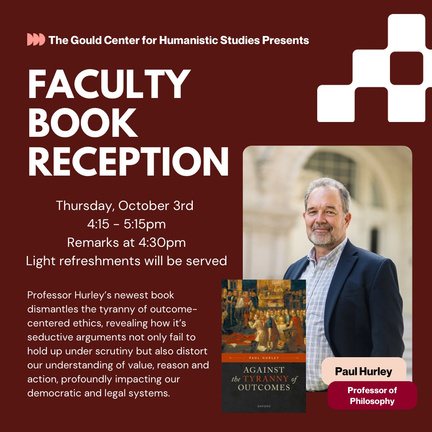 The Gould Center for Humanistic Studies Presents
FACULTY
BOOK
RECEPTION
Thursday, October 3rd
4:15 - 5:15pm
Remarks at 4:30pm
Light refreshments will be served
Professor Hurley's newest book
dismantles the tyranny of outcome-
centered ethics, revealing how it's
seductive arguments not only fail to
hold up under scrutiny but also distort
our understanding of value, reason and
action, profoundly impacting our
democratic and legal systems.
PAUL HURLEY
AGAINST
the TYRANNY of
OUTCOMES
OXFORD
Paul Hurley
Professor of
Philosophy